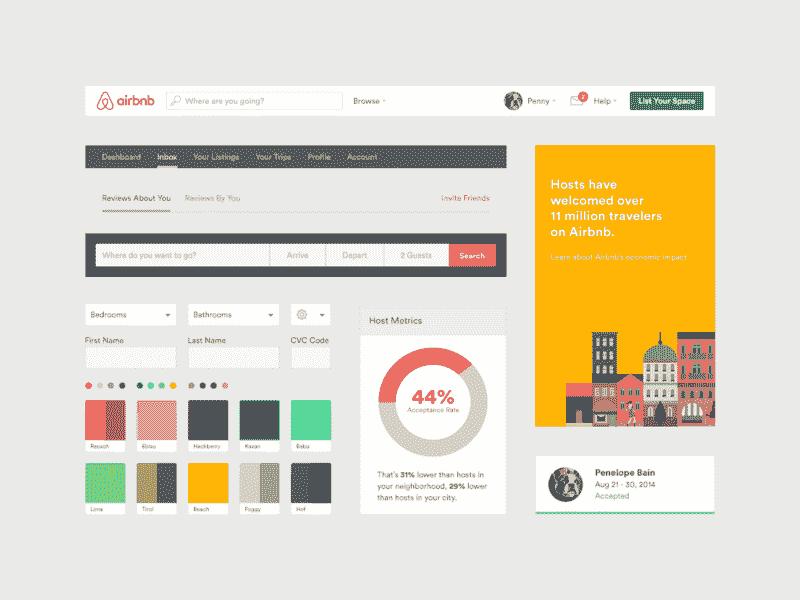 airbnb
Where are you going?
Browse
Penny
2
Help
List Your Space
Dashboard
Inbox
Your Listings
Your Trips
Profile
Account
Reviews About You
Reviews By You
Invite Friends
Where do you want to go?
Arrive
Depart
2 Guests
Search
Bedrooms
Bathrooms
First Name
Last Name
CVC Code
Rausch
Ebisu
Hackberry
Kazan
Babu
Lima
Tirol
Beach
Foggy
Hof
Host Metrics
44%
Acceptance Rate
That's 31% lower than hosts in
your neighborhood, 29% lower
than hosts in your city.
Hosts have
welcomed over
11 million travelers
on Airbnb.
Learn about Airbnb's economic impact
Penelope Bain
Aug 21 - 30, 2014
Accepted